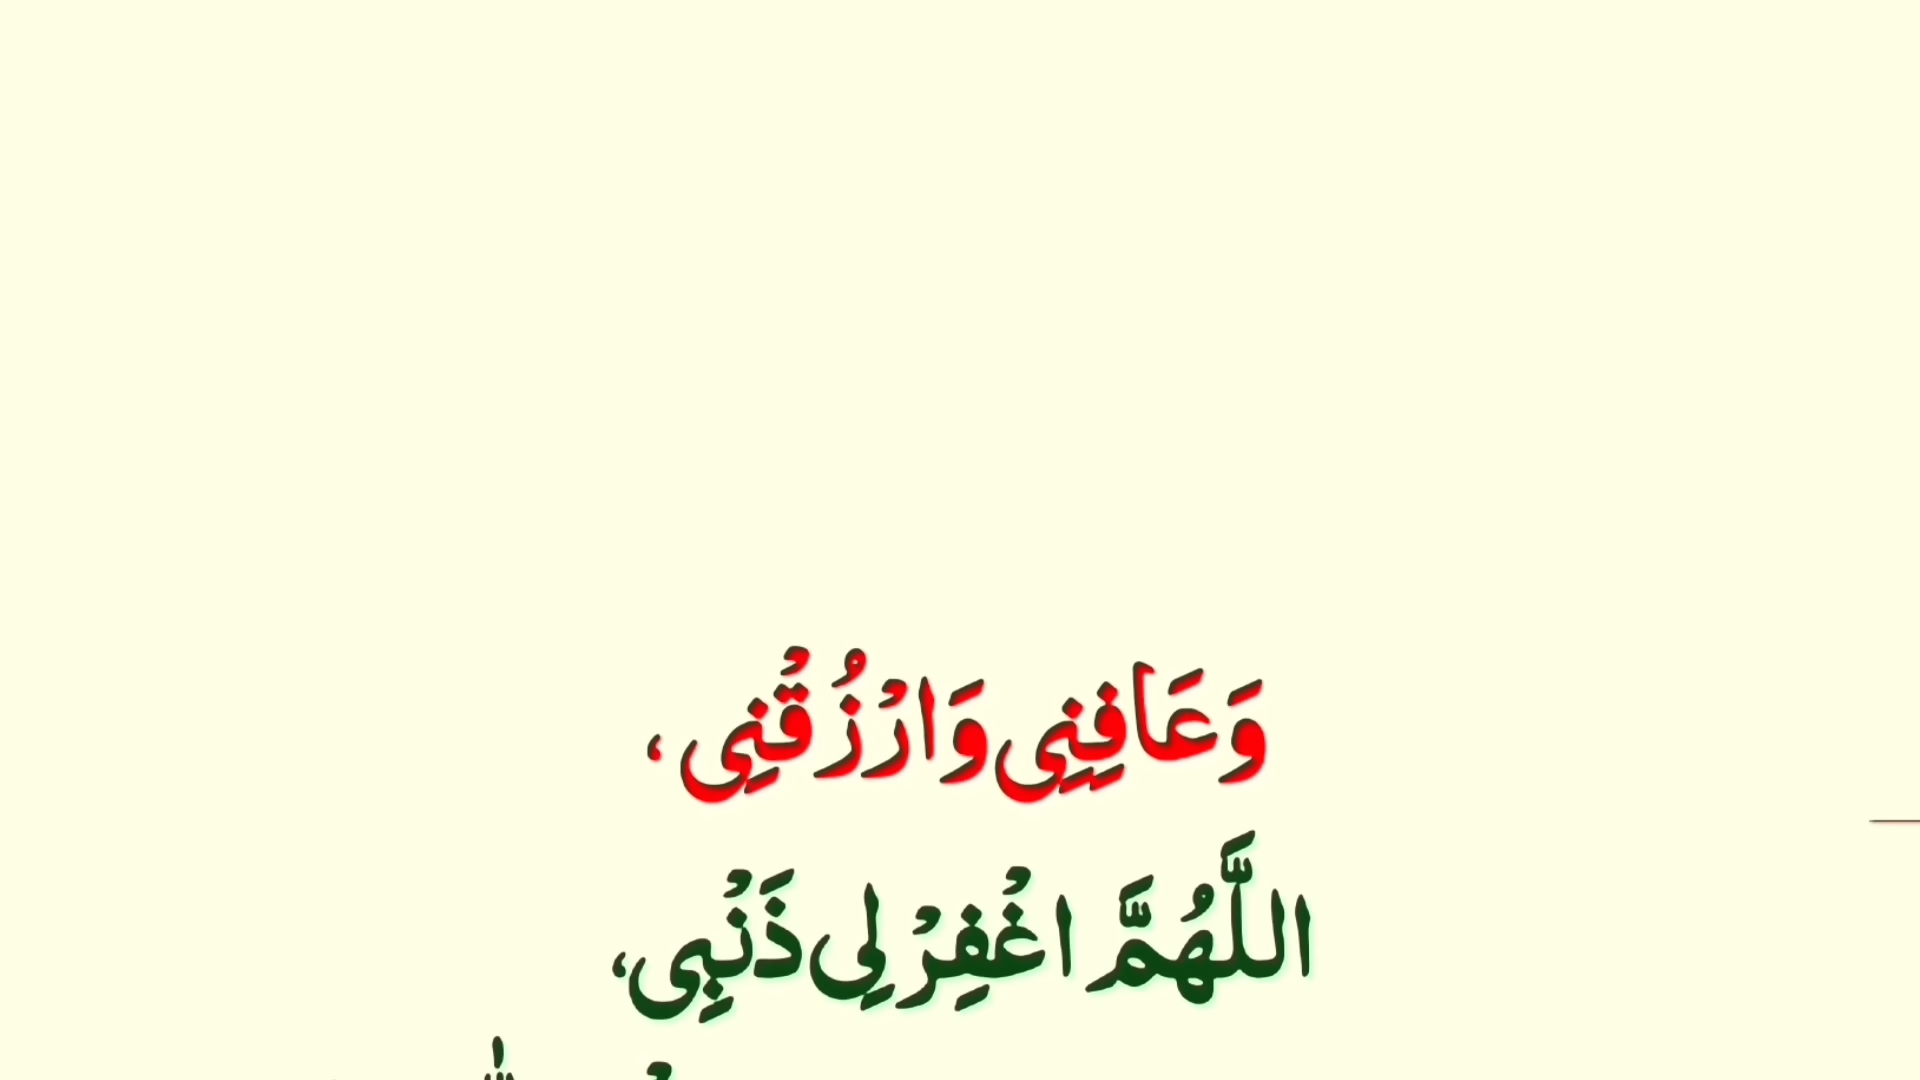 وَعَافِنِی وَارْزُقْنِی ،
اللَّهُمَّ اغْفِرْ لِی ذَنْبِی،